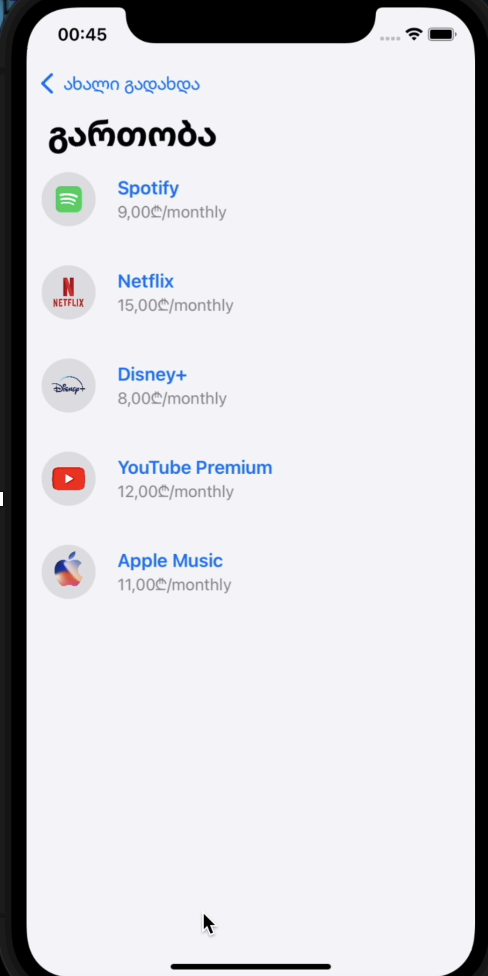 00:45
ახალი გადახდა
გართობა
Spotify
9,00₾/monthly
N
NETFLIX
Netflix
15,00₾/monthly
Disney+
Disney+
8,00₾/monthly
YouTube Premium
12,00₾/monthly
Apple Music
11,00₾/monthly